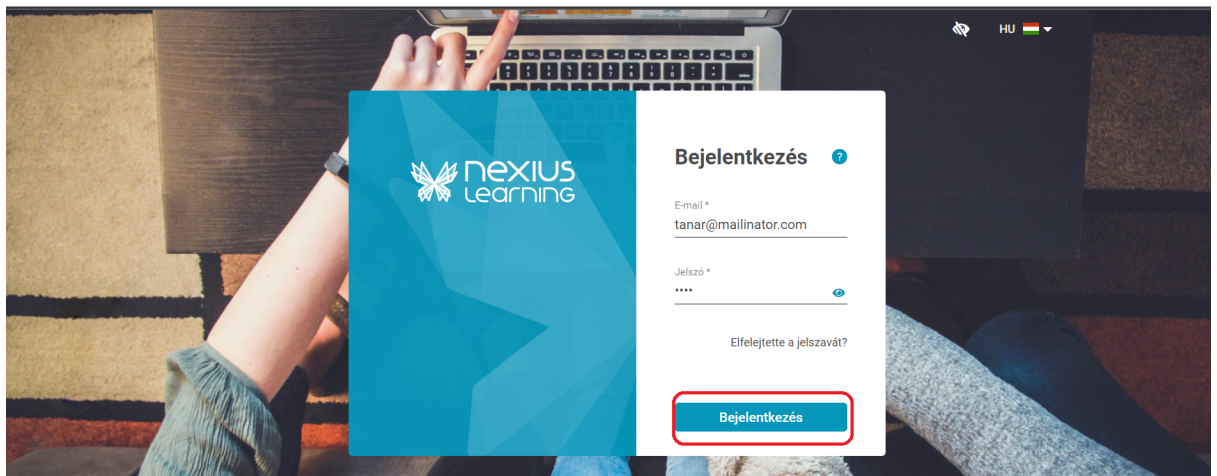 HU
nexius
Learning
Bejelentkezés ?
E-mail *
tanar@mailinator.com
Jelszó *
••••
Elfelejtette a jelszavát?
Bejelentkezés